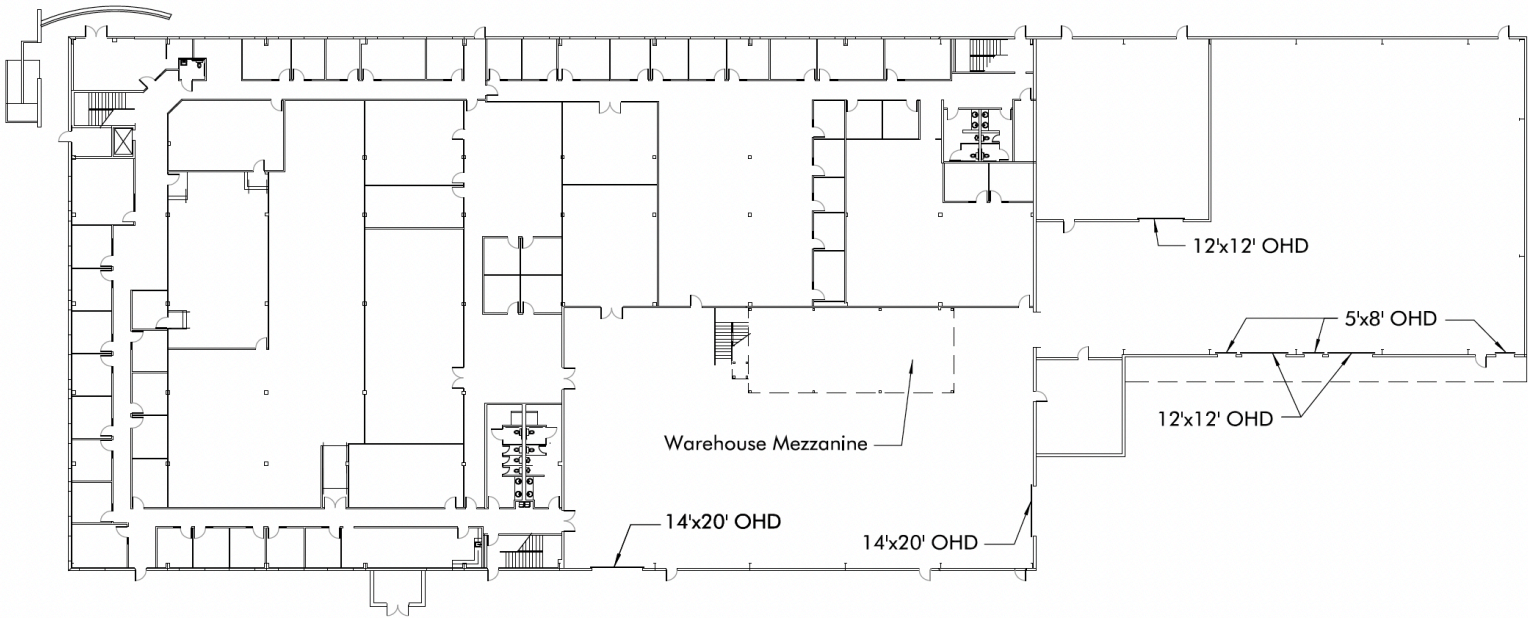 12'x12' OHD
5'x8' OHD
12'x12' OHD
Warehouse Mezzanine
14'x20' OHD
14'x20' OHD